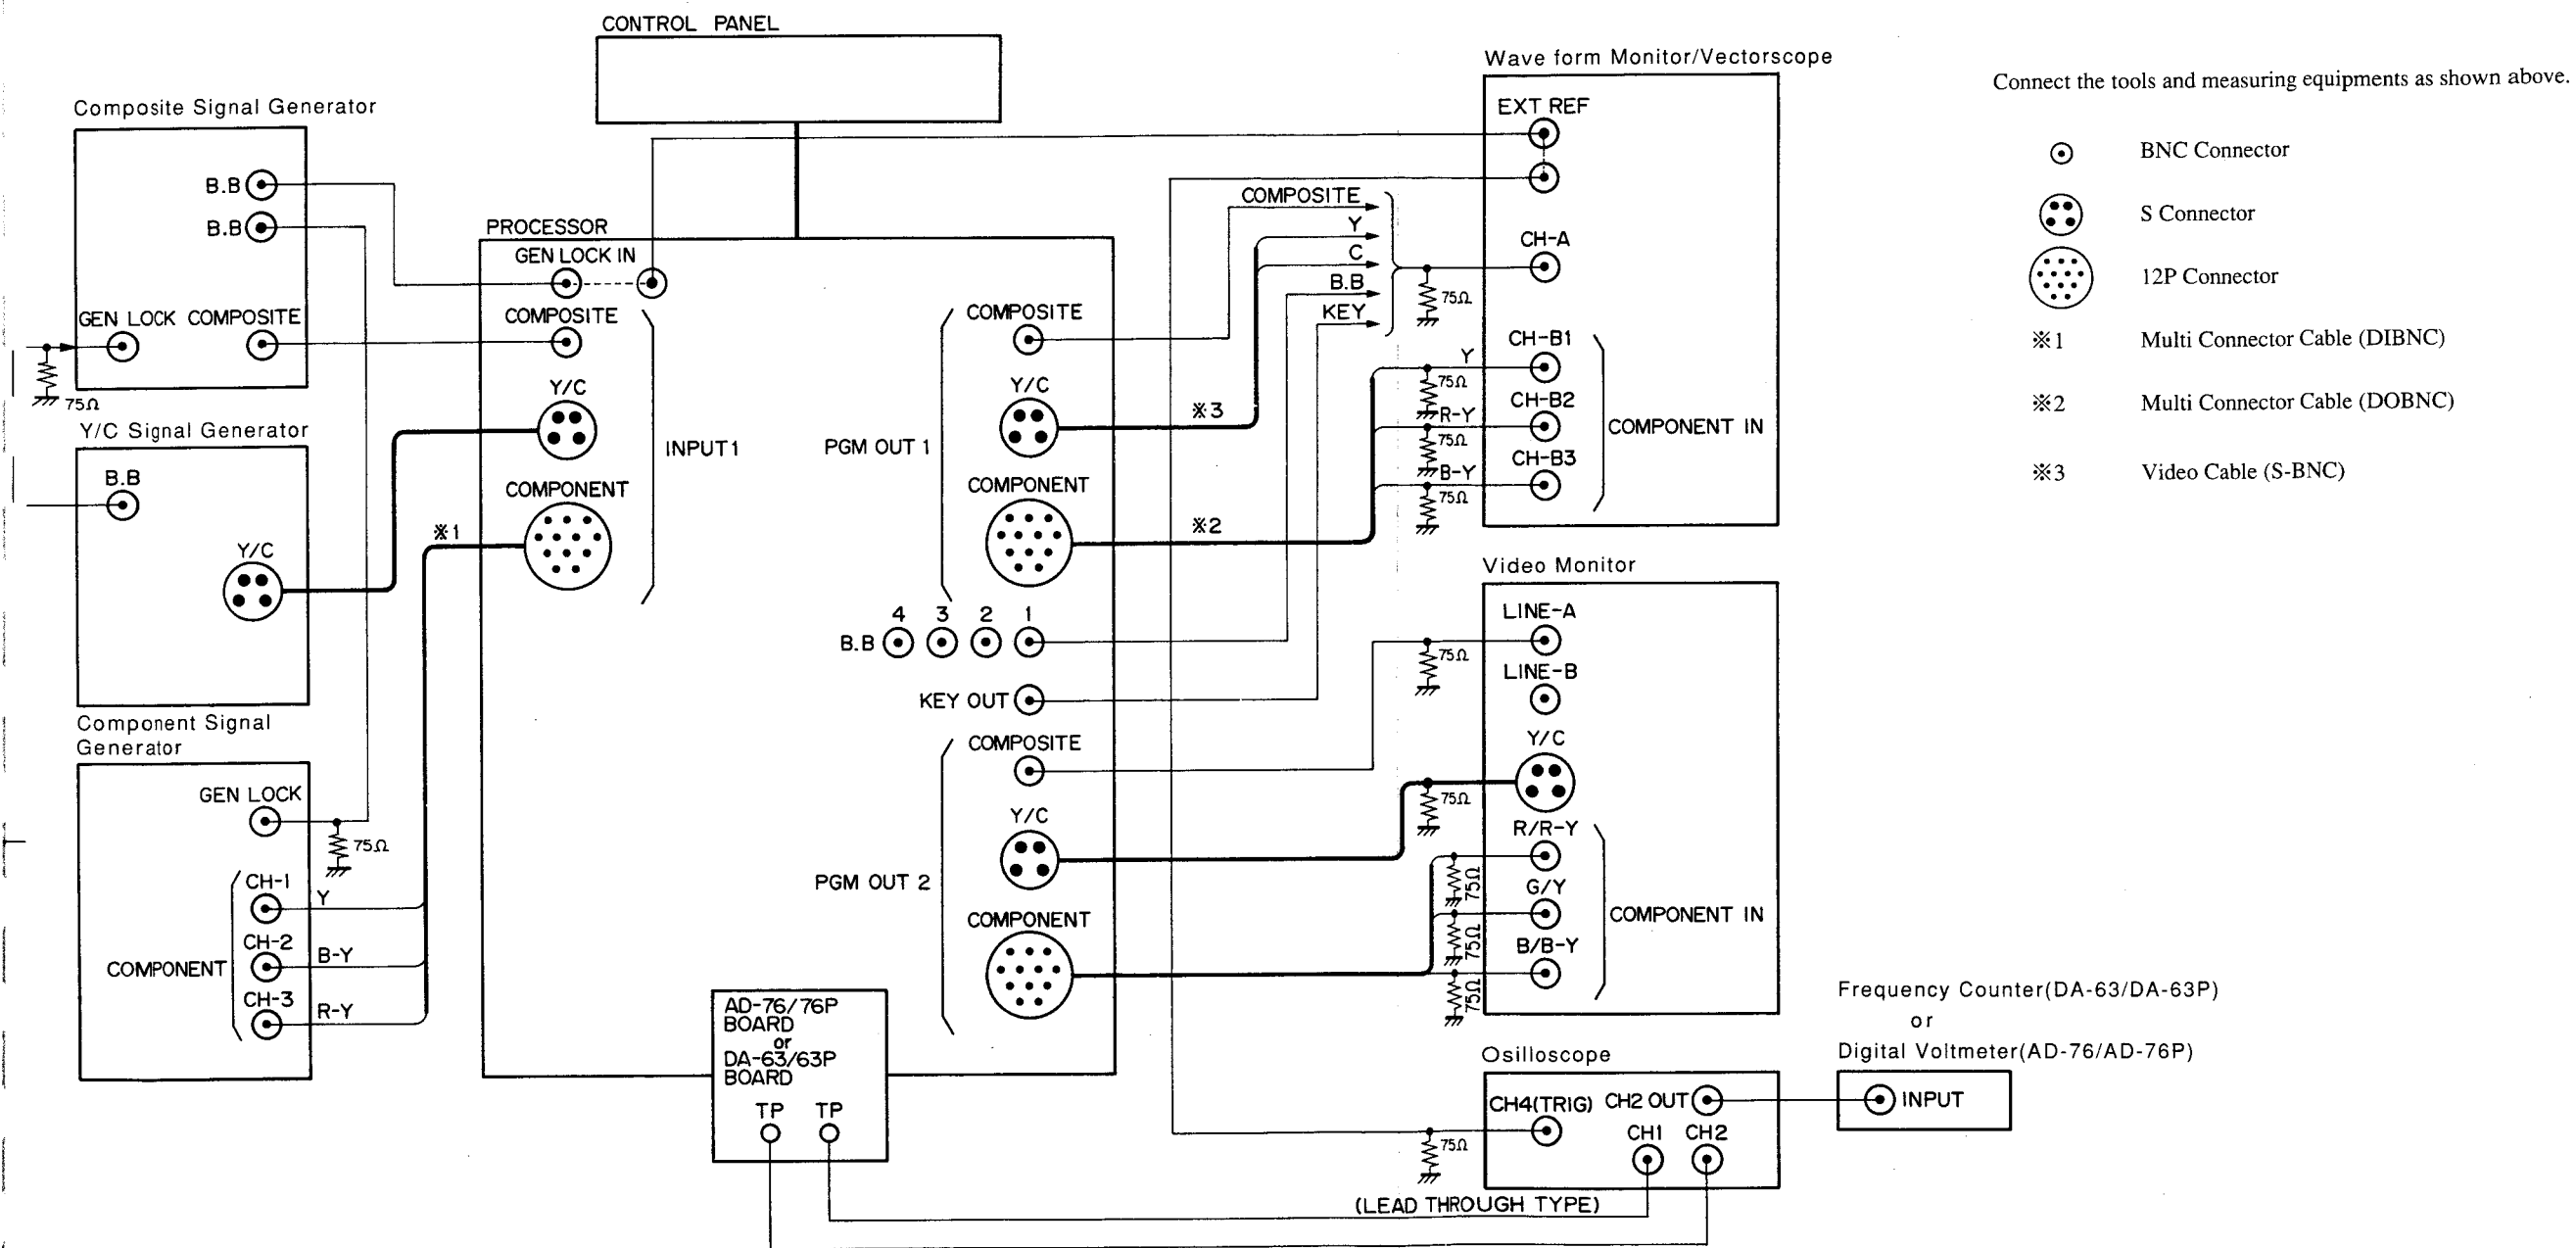 CONTROL PANEL
Composite Signal Generator
B.B
B.B
GEN LOCK COMPOSITE
75Ω
Y/C Signal Generator
B.B
Y/C
Component Signal
Generator
GEN LOCK
75Ω
CH-1
Y
CH-2
B-Y
COMPONENT
CH-3
R-Y
※1
PROCESSOR
GEN LOCK IN
COMPOSITE
Y/C
INPUT1
COMPONENT
COMPOSITE
Y/C
PGM OUT 1
COMPONENT
4 3 2 1
B.B
KEY OUT
COMPOSITE
Y/C
PGM OUT 2
COMPONENT
AD-76/76P
BOARD
or
DA-63/63P
BOARD
TP TP
COMPOSITE
Y
C
B.B
KEY
※3
※2
Wave form Monitor/Vectorscope
EXT REF
CH-A
75Ω
CH-B1
Y
75Ω
CH-B2
R-Y
75Ω
COMPONENT IN
CH-B3
B-Y
75Ω
Video Monitor
LINE-A
75Ω
LINE-B
Y/C
75Ω
R/R-Y
75Ω
G/Y
75Ω
COMPONENT IN
B/B-Y
75Ω
Osilloscope
CH4(TRIG) CH2 OUT
75Ω
CH1 CH2
(LEAD THROUGH TYPE)
Frequency Counter(DA-63/DA-63P)
or
Digital Voltmeter(AD-76/AD-76P)
INPUT
Connect the tools and measuring equipments as shown above.
BNC Connector
S Connector
12P Connector
※1 Multi Connector Cable (DIBNC)
※2 Multi Connector Cable (DOBNC)
※3 Video Cable (S-BNC)